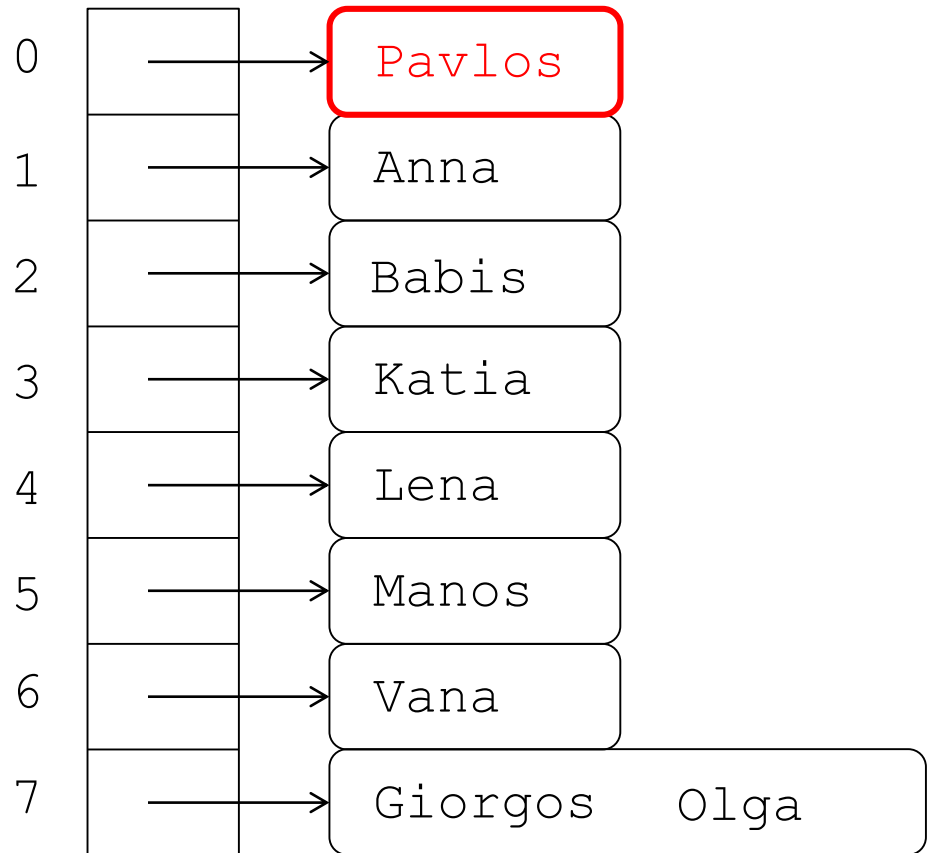 0 Pavlos
1 Anna
2 Babis
3 Katia
4 Lena
5 Manos
6 Vana
7 Giorgos Olga